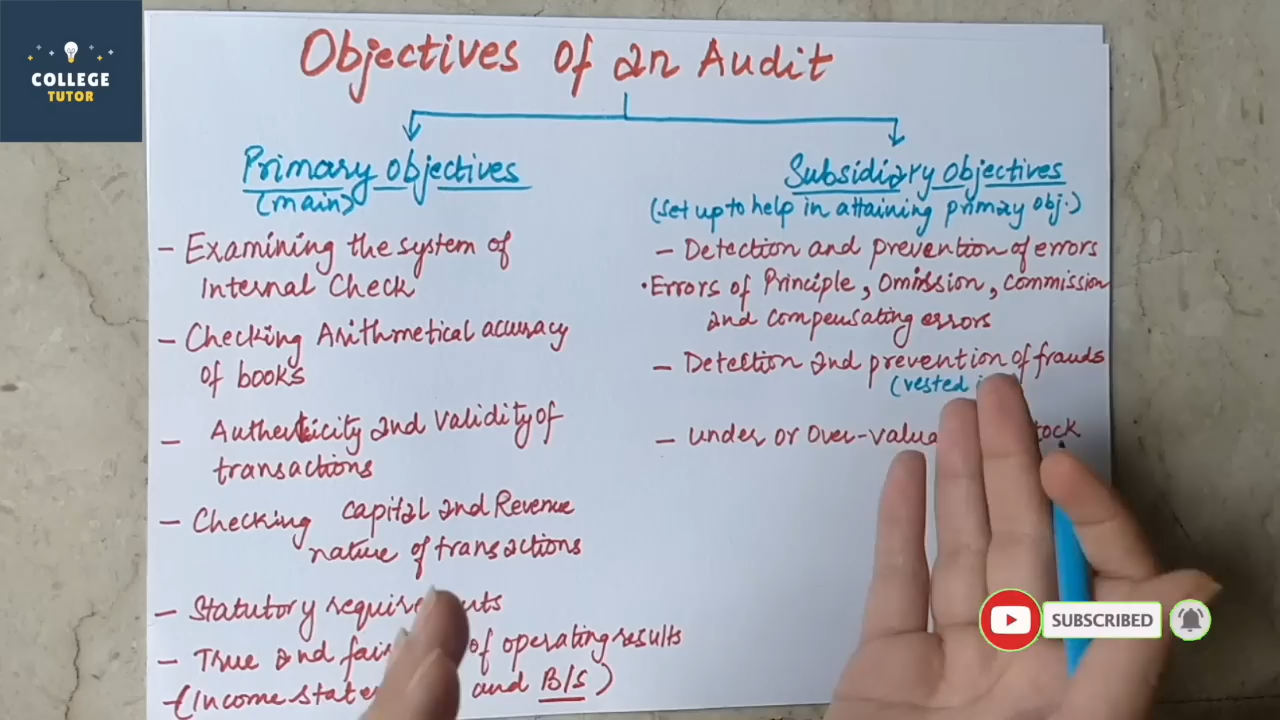 COLLEGE
TUTOR
Objectives of an Audit
Primary Objectives
(main)
- Examining the system of
Internal Check
- Checking Arithmetical accuracy
of books
- Authenticity and validity of
transactions
- Checking capital and Revenue
nature of transactions
- Statutory
- True and of operating results
(Income and B/S)
Subsidiary Objectives
(set up to help in attaining primary obj.)
- Detection and prevention of errors
• Errors of Principle, Omission, Commission
and compensating errors
- Detection and prevention of frauds
(vested
- under or Over-
SUBSCRIBED